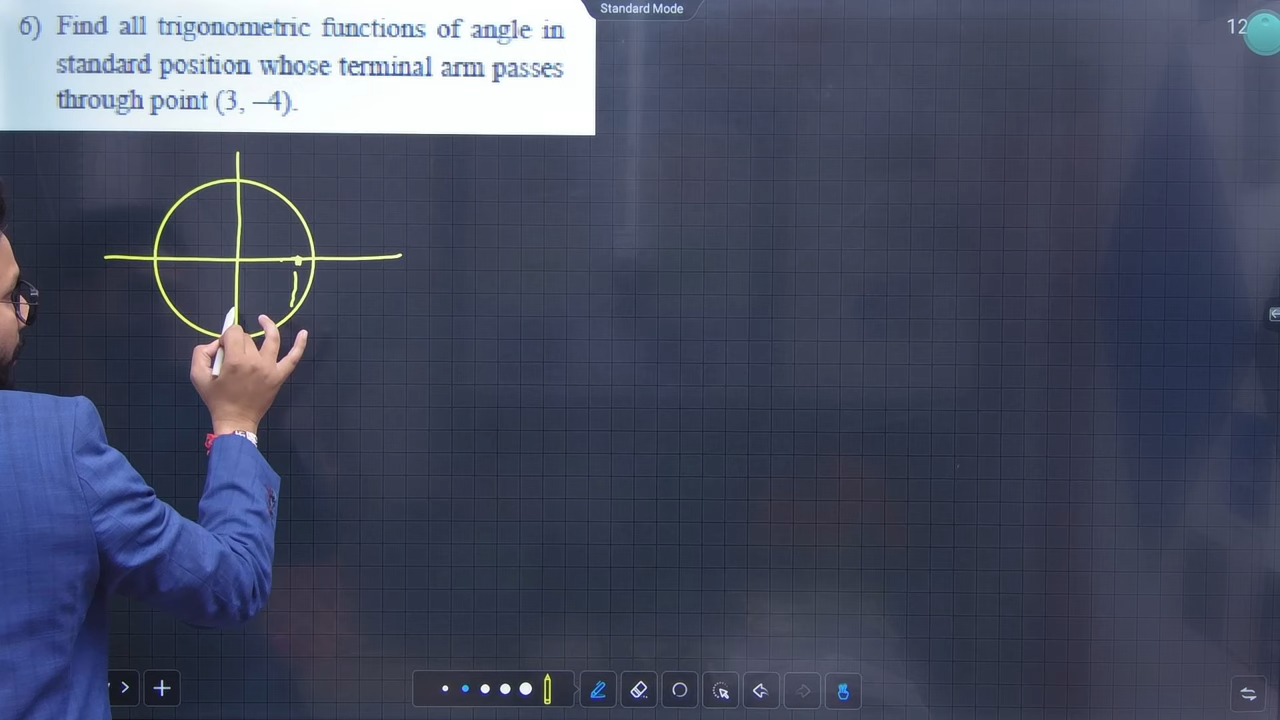 Standard Mode
12
6) Find all trigonometric functions of angle in
standard position whose terminal arm passes
through point (3, –4).